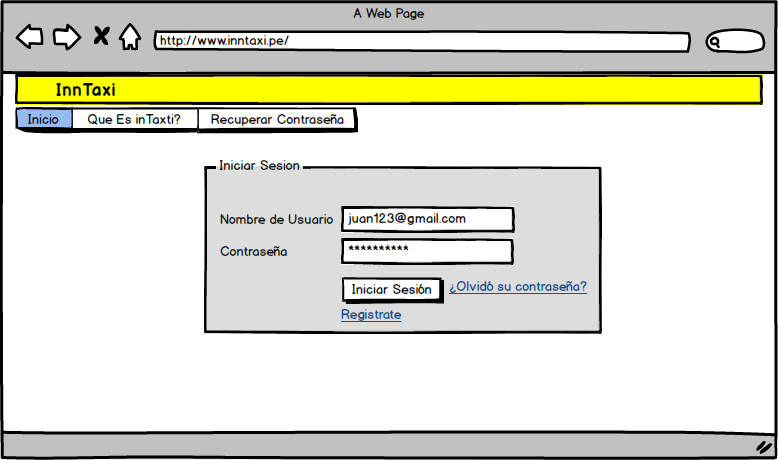 A Web Page
http://www.inntaxi.pe/
InnTaxi
Inicio Que Es inTaxti? Recuperar Contraseña
Iniciar Sesion
Nombre de Usuario juan123@gmail.com
Contraseña **********
Iniciar Sesión ¿Olvidó su contraseña?
Registrate